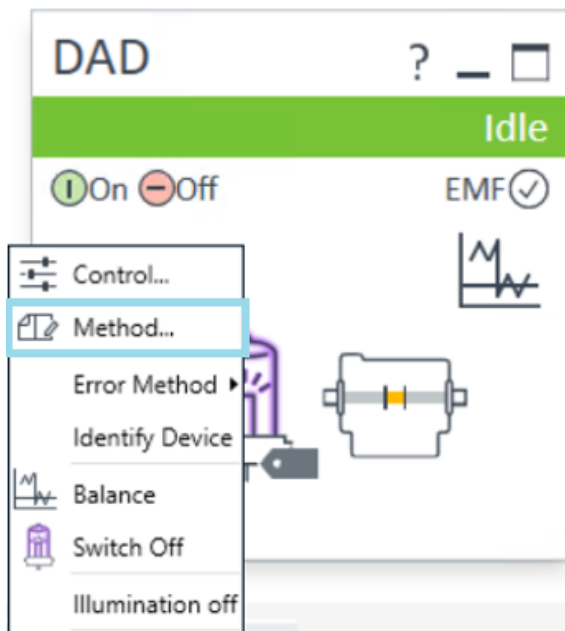 DAD ?
Idle
On Off EMF
Control...
Method...
Error Method
Identify Device
Balance
Switch Off
Illumination off